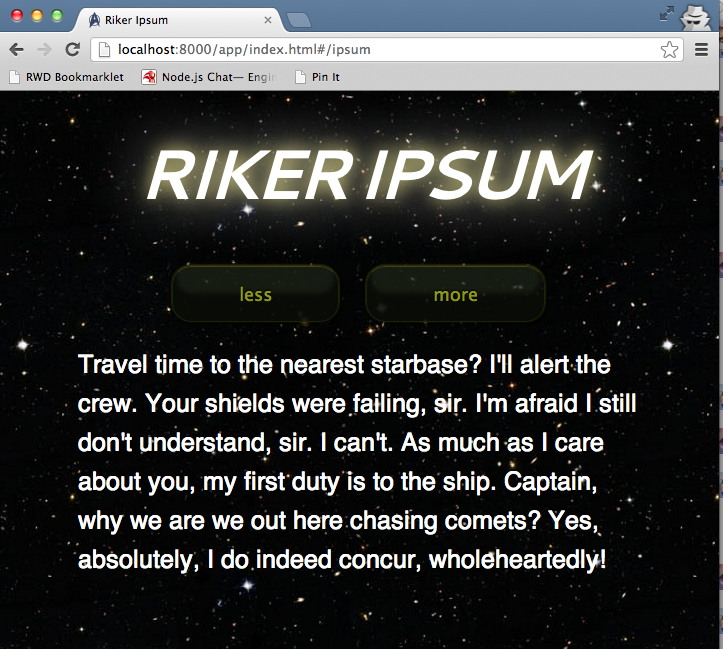 Riker Ipsum
localhost:8000/app/index.html#/ipsum
RWD Bookmarklet Node.js Chat— Engin Pin It
RIKER IPSUM
less more
Travel time to the nearest starbase? I'll alert the
crew. Your shields were failing, sir. I'm afraid I still
don't understand, sir. I can't. As much as I care
about you, my first duty is to the ship. Captain,
why we are we out here chasing comets? Yes,
absolutely, I do indeed concur, wholeheartedly!